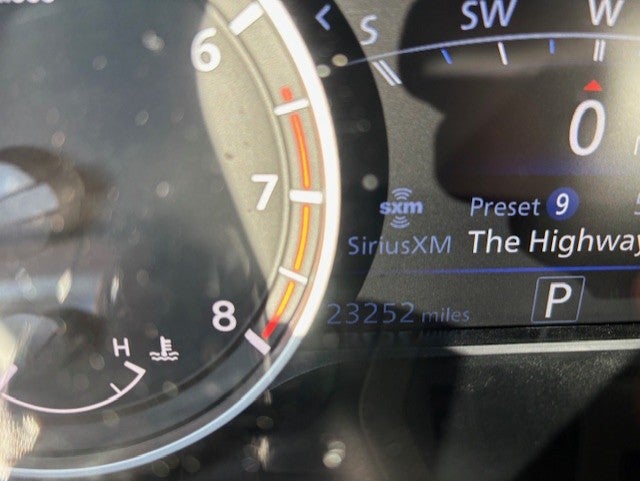 S SW W
6
0
7
sxm
Preset 9
SiriusXM The Highway
P
8
23252 miles
H